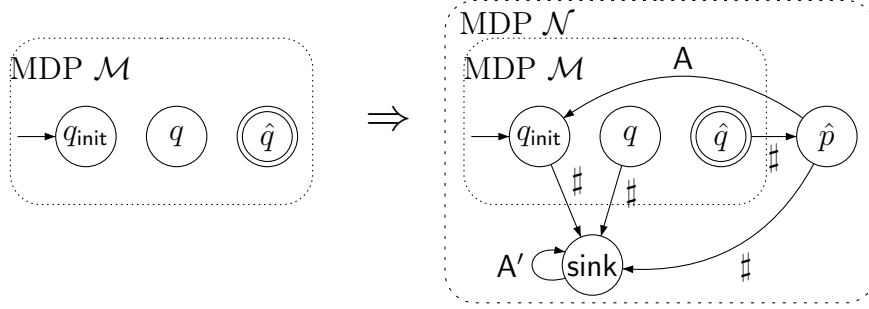 MDP 𝓜
q_init q q̂
⇒
MDP 𝓝
MDP 𝓜
A
q_init q q̂ p̂
♯
♯ ♯
A′ sink
♯